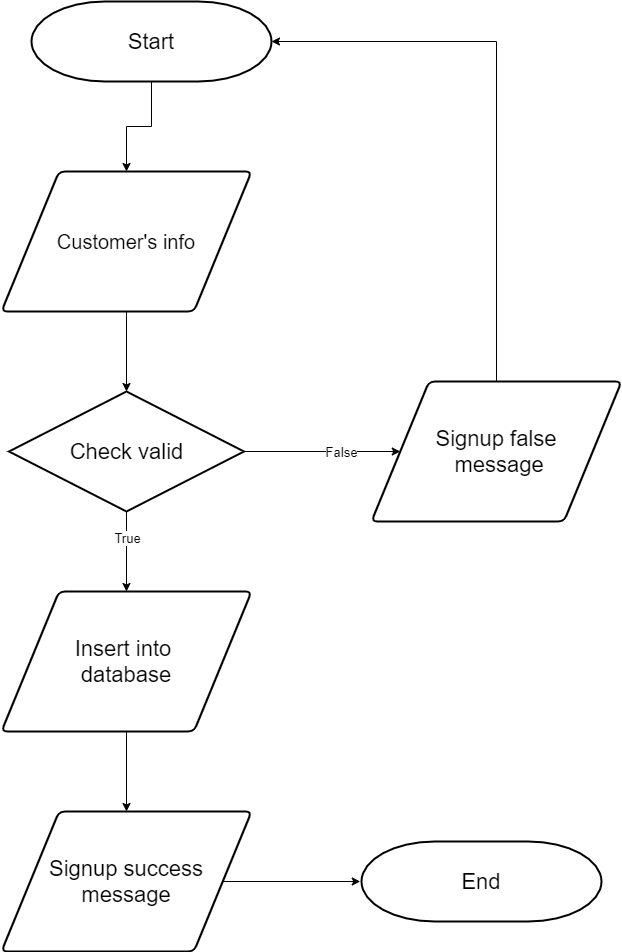 Start
Customer's info
Check valid
False
Signup false
message
True
Insert into
database
Signup success
message
End